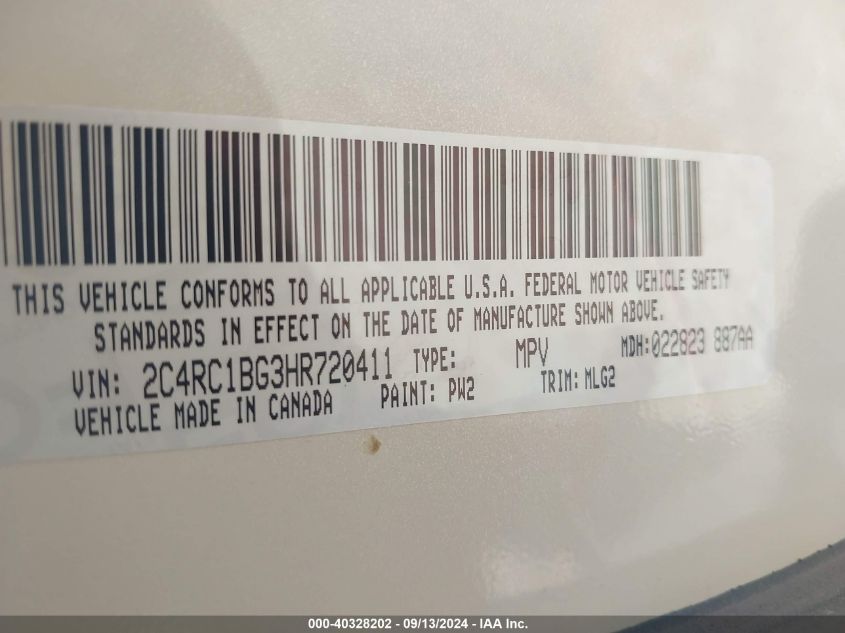 THIS VEHICLE CONFORMS TO ALL APPLICABLE U.S.A. FEDERAL MOTOR VEHICLE SAFETY
STANDARDS IN EFFECT ON THE DATE OF MANUFACTURE SHOWN ABOVE.
VIN: 2C4RC1BG3HR720411 TYPE: MPV MDH:022823 887AA
VEHICLE MADE IN CANADA PAINT: PW2 TRIM: MLG2
000-40328202 - 09/13/2024 - IAA Inc.